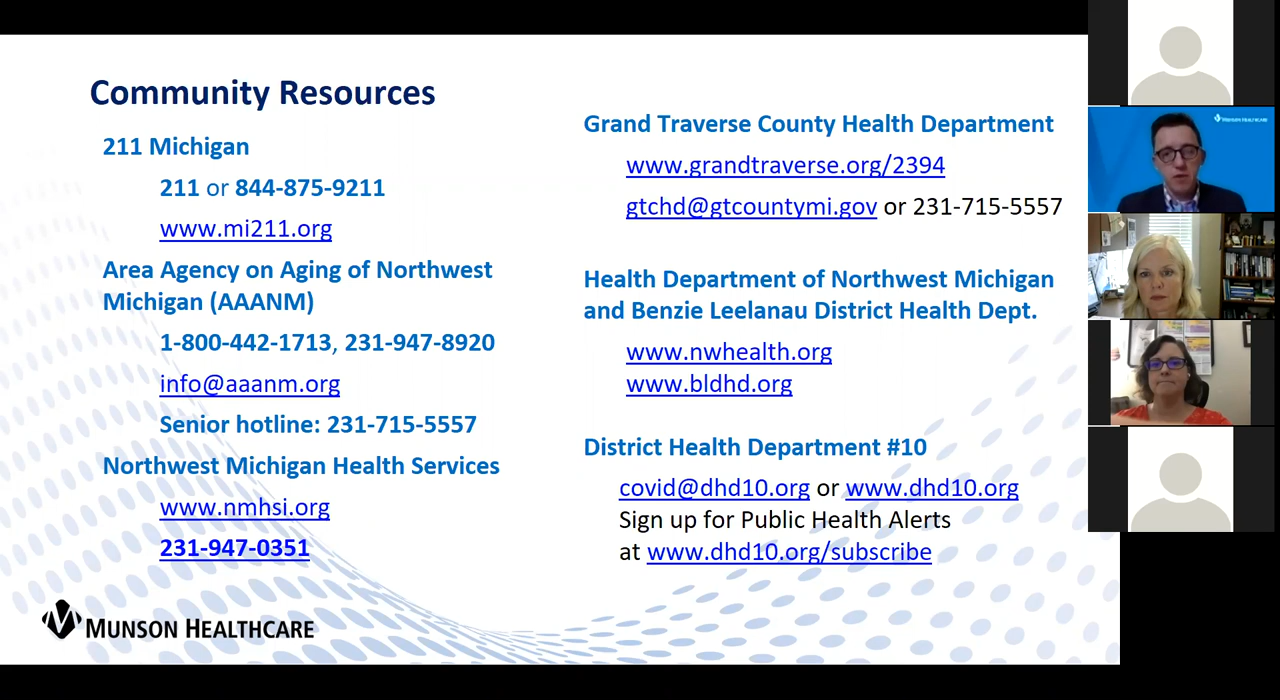 Community Resources
211 Michigan
211 or 844-875-9211
www.mi211.org
Area Agency on Aging of Northwest
Michigan (AAANM)
1-800-442-1713, 231-947-8920
info@aaanm.org
Senior hotline: 231-715-5557
Northwest Michigan Health Services
www.nmhsi.org
231-947-0351
MUNSON HEALTHCARE
Grand Traverse County Health Department
www.grandtraverse.org/2394
gtchd@gtcountymi.gov or 231-715-5557
Health Department of Northwest Michigan
and Benzie Leelanau District Health Dept.
www.nwhealth.org
www.bldhd.org
District Health Department #10
covid@dhd10.org or www.dhd10.org
Sign up for Public Health Alerts
at www.dhd10.org/subscribe
MUNSON HEALTHCARE